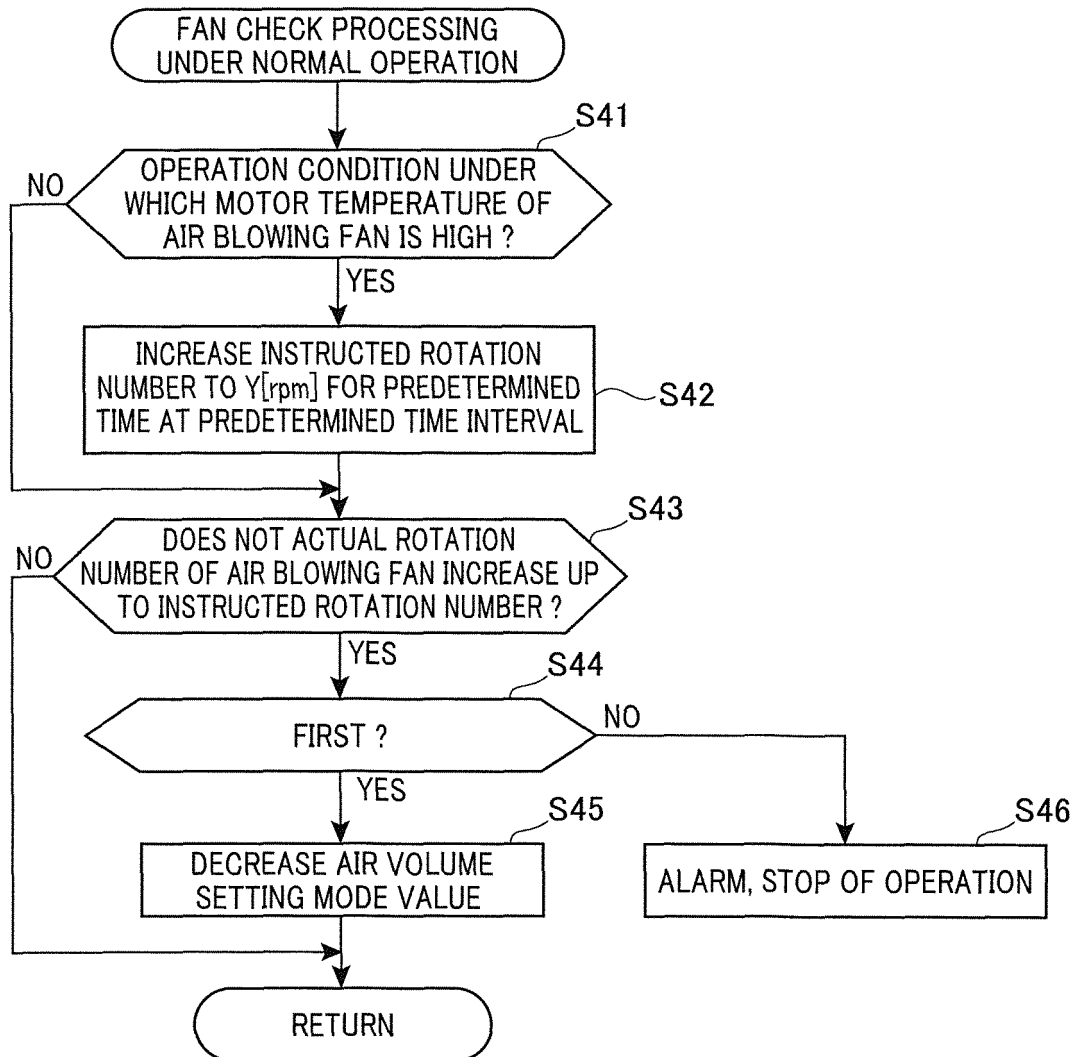 FAN CHECK PROCESSING
UNDER NORMAL OPERATION
S41
OPERATION CONDITION UNDER
WHICH MOTOR TEMPERATURE OF
AIR BLOWING FAN IS HIGH ?
NO
YES
INCREASE INSTRUCTED ROTATION
NUMBER TO Y[rpm] FOR PREDETERMINED
TIME AT PREDETERMINED TIME INTERVAL
S42
S43
DOES NOT ACTUAL ROTATION
NUMBER OF AIR BLOWING FAN INCREASE UP
TO INSTRUCTED ROTATION NUMBER ?
NO
YES
S44
FIRST ?
NO
YES
S45
DECREASE AIR VOLUME
SETTING MODE VALUE
S46
ALARM, STOP OF OPERATION
RETURN